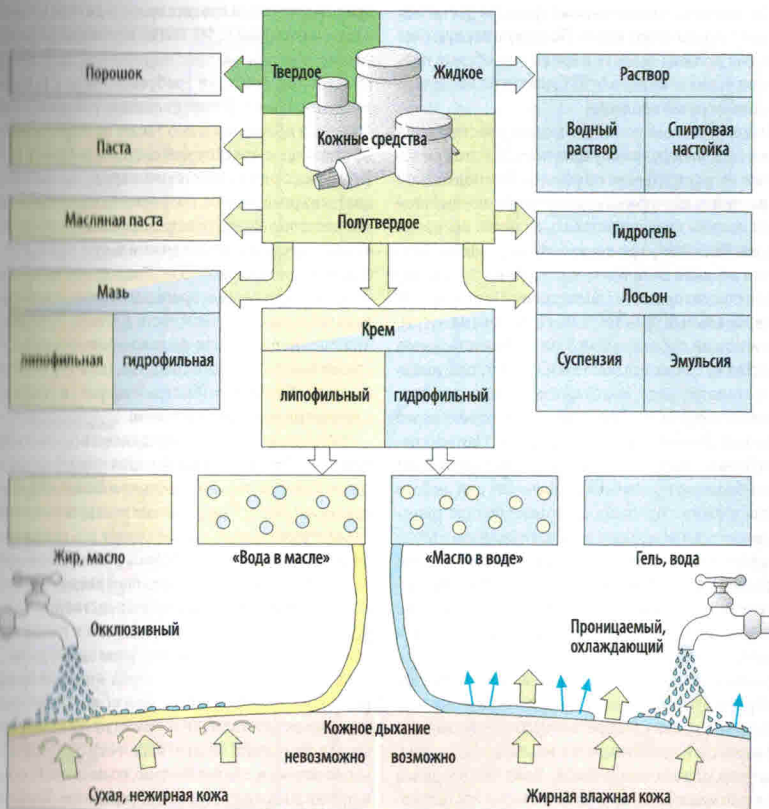 Порошок
Твердое
Жидкое
Раствор
Кожные средства
Водный
раствор
Спиртовая
настойка
Паста
Масляная паста
Полутвердое
Гидрогель
Мазь
липофильная
гидрофильная
Крем
липофильный
гидрофильный
Лосьон
Суспензия
Эмульсия
Жир, масло
«Вода в масле»
«Масло в воде»
Гель, вода
Окклюзивный
Проницаемый,
охлаждающий
Кожное дыхание
невозможно
возможно
Сухая, нежирная кожа
Жирная влажная кожа